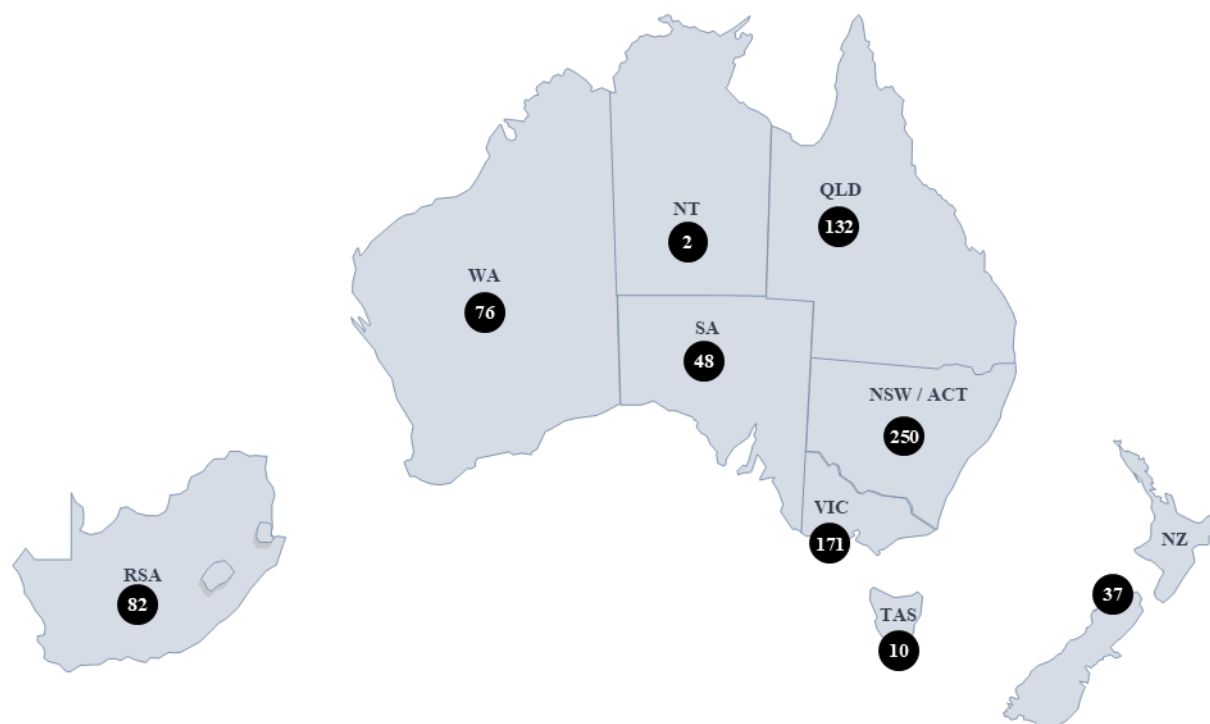 QLD
132
NT
2
WA
76
SA
48
NSW / ACT
250
VIC
171
NZ
37
RSA
82
TAS
10